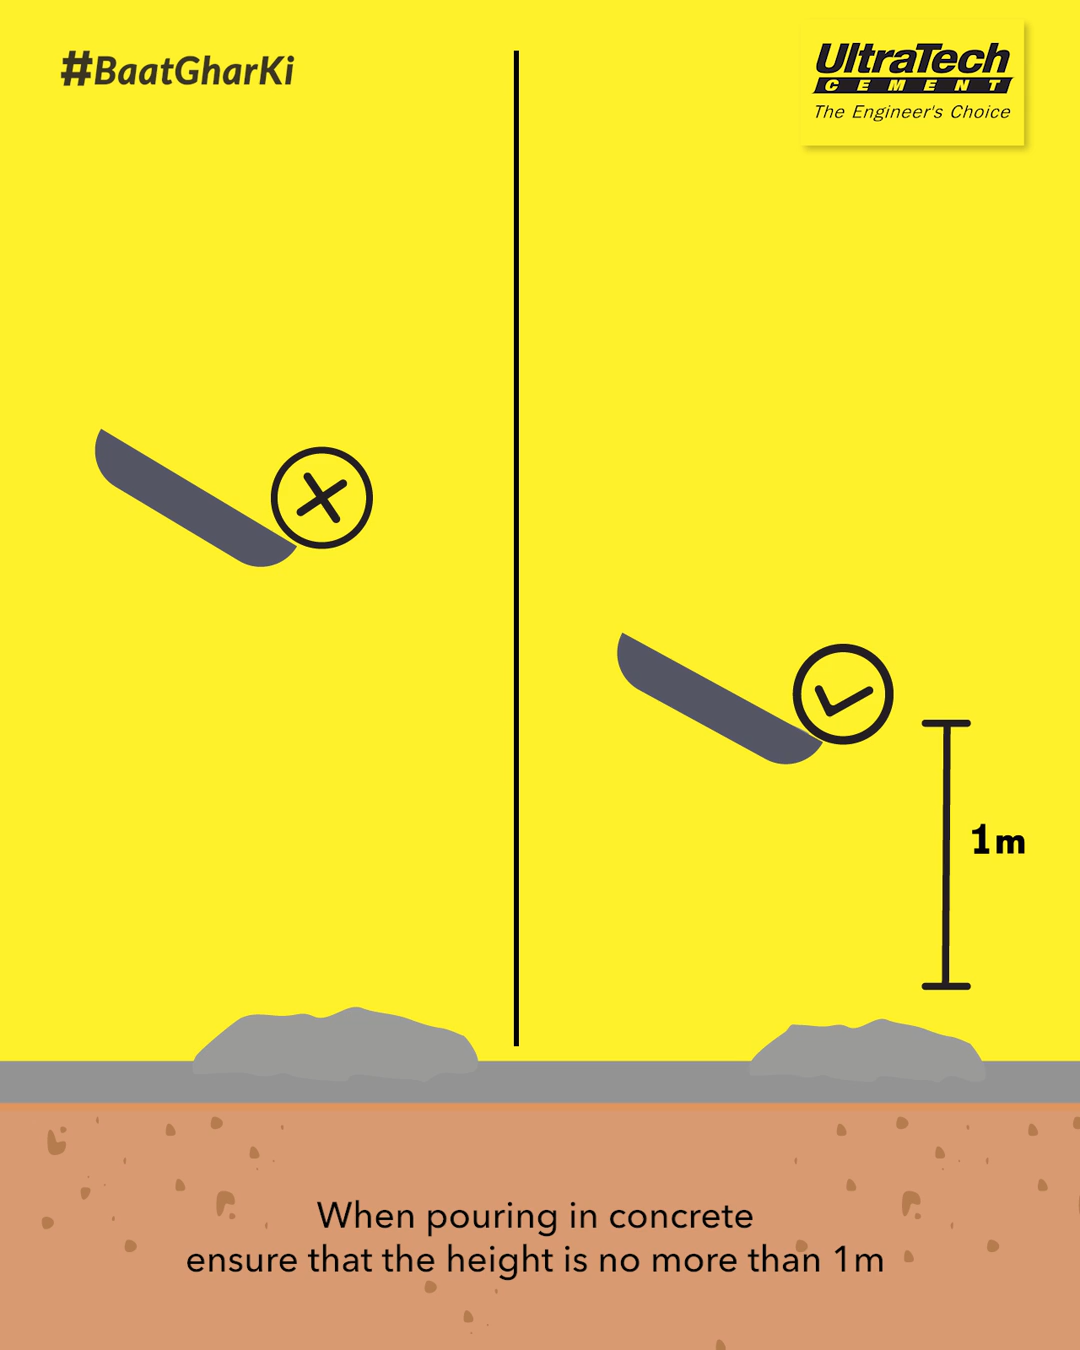 #BaatGharKi
UltraTech
CEMENT
The Engineer's Choice
1m
When pouring in concrete
ensure that the height is no more than 1m